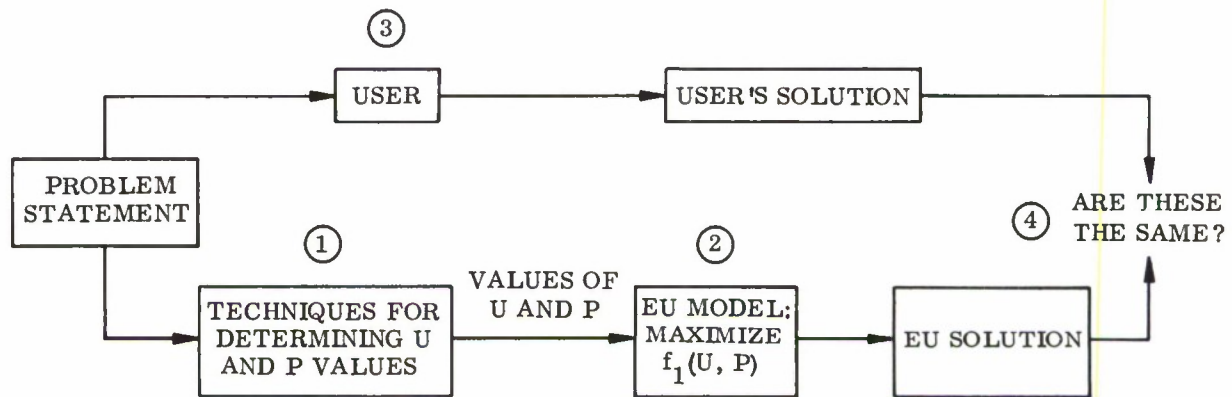 ③
USER
USER'S SOLUTION
PROBLEM
STATEMENT
④
ARE THESE
THE SAME?
①
TECHNIQUES FOR
DETERMINING U
AND P VALUES
VALUES OF
U AND P
②
EU MODEL:
MAXIMIZE
f₁(U, P)
EU SOLUTION